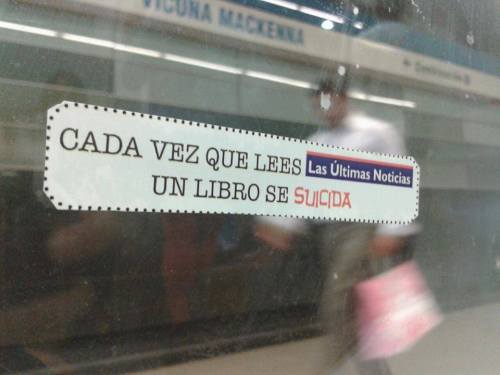 VICUÑA MACKENNA
CADA VEZ QUE LEES Las Últimas Noticias
UN LIBRO SE SUICIDA